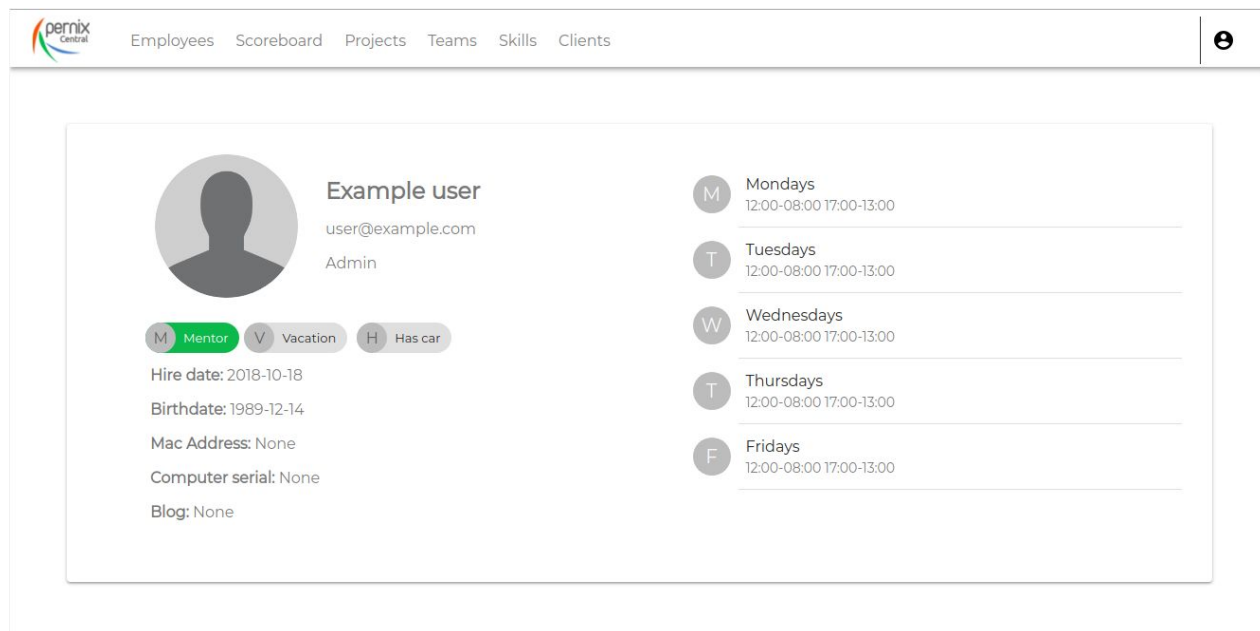 pernix
Central
Employees Scoreboard Projects Teams Skills Clients
Example user
user@example.com
Admin
M Mentor V Vacation H Has car
Hire date: 2018-10-18
Birthdate: 1989-12-14
Mac Address: None
Computer serial: None
Blog: None
M Mondays
12:00-08:00 17:00-13:00
T Tuesdays
12:00-08:00 17:00-13:00
W Wednesdays
12:00-08:00 17:00-13:00
T Thursdays
12:00-08:00 17:00-13:00
F Fridays
12:00-08:00 17:00-13:00